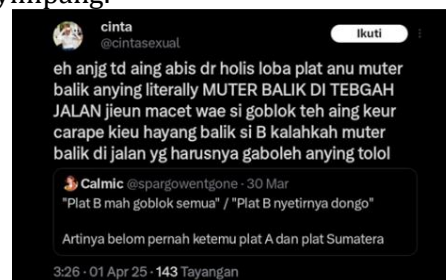 cinta
@cintasexual
Ikuti
eh anjg td aing abis dr holis loba plat anu muter
balik anying literally MUTER BALIK DI TEBGAH
JALAN jieun macet wae si goblok teh aing keur
carape kieu hayang balik si B kalahkah muter
balik di jalan yg harusnya gaboleh anying tolol
Calmic @spargowentgone · 30 Mar
"Plat B mah goblok semua" / "Plat B nyetirnya dongo"
Artinya belom pernah ketemu plat A dan plat Sumatera
3:26 · 01 Apr 25 · 143 Tayangan